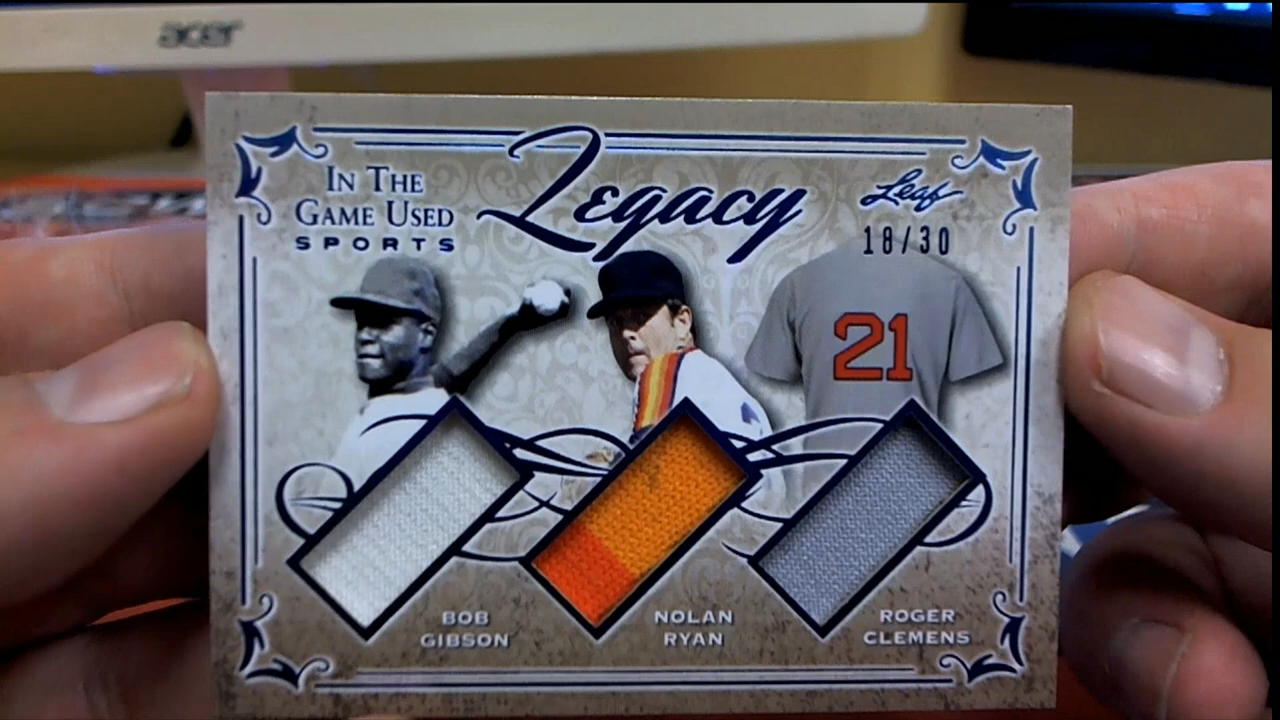 acer
IN THE
GAME USED
SPORTS
Legacy
Leaf
18/30
21
BOB
GIBSON
NOLAN
RYAN
ROGER
CLEMENS